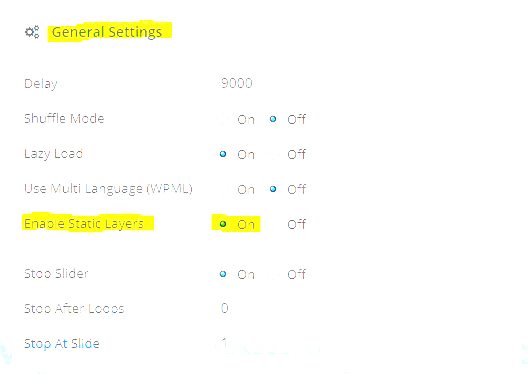 General Settings
Delay 9000
Shuffle Mode On Off
Lazy Load On Off
Use Multi Language (WPML) On Off
Enable Static Layers On Off
Stop Slider On Off
Stop After Loops 0
Stop At Slide 1